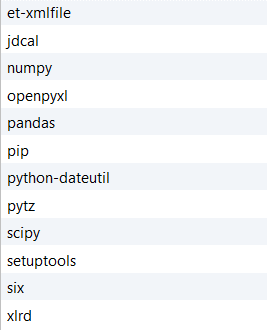 et-xmlfile
jdcal
numpy
openpyxl
pandas
pip
python-dateutil
pytz
scipy
setuptools
six
xlrd